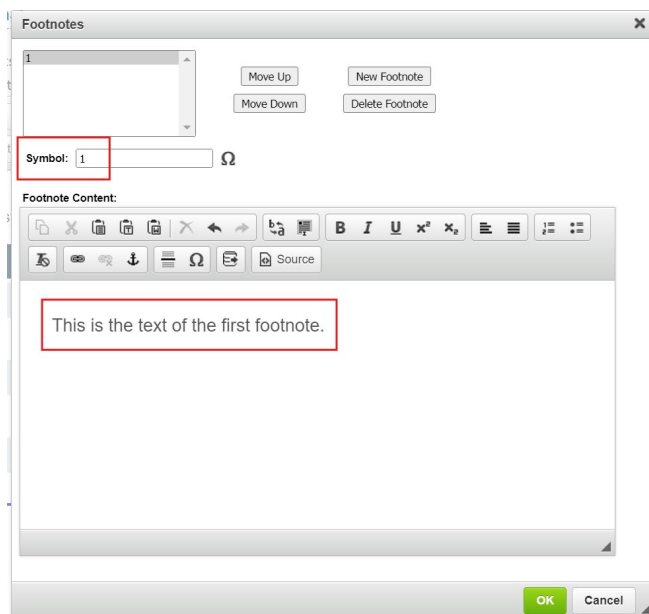 Footnotes
1
Move Up
New Footnote
Move Down
Delete Footnote
Symbol: 1 Ω
Footnote Content:
B I U x² x₂
Ω Source
This is the text of the first footnote.
OK Cancel